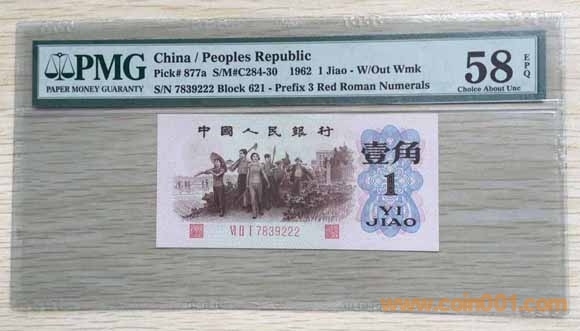 PMG
PAPER MONEY GUARANTY
China / Peoples Republic
Pick# 877a S/M#C284-30 1962 1 Jiao - W/Out Wmk
S/N 7839222 Block 621 - Prefix 3 Red Roman Numerals
58 EPQ
Choice About Unc
中國人民銀行
壹角
1
YI
JIAO
VI II I 7839222
www.coin001.com